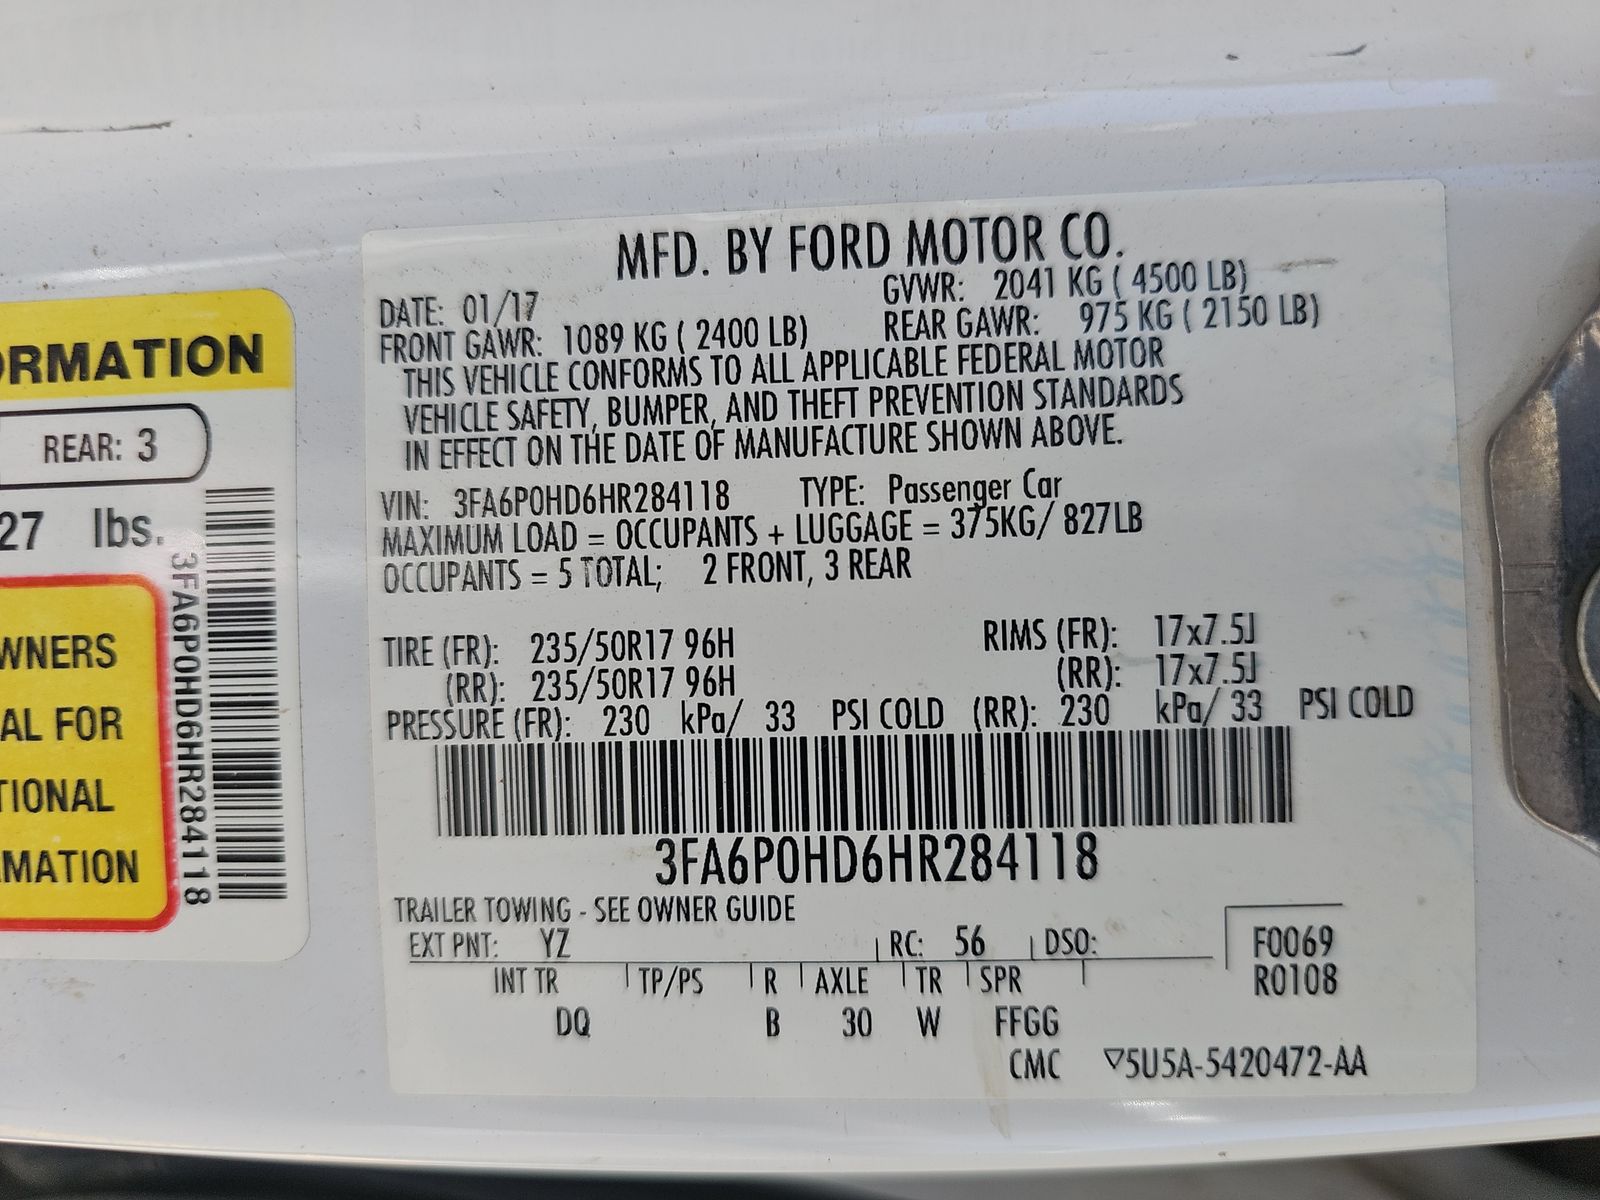 ORMATION
REAR: 3
27 lbs.
WNERS
AL FOR
TIONAL
MATION
3FA6P0HD6HR284118
MFD. BY FORD MOTOR CO.
DATE: 01/17 GVWR: 2041 KG ( 4500 LB)
FRONT GAWR: 1089 KG ( 2400 LB) REAR GAWR: 975 KG ( 2150 LB)
THIS VEHICLE CONFORMS TO ALL APPLICABLE FEDERAL MOTOR
VEHICLE SAFETY, BUMPER, AND THEFT PREVENTION STANDARDS
IN EFFECT ON THE DATE OF MANUFACTURE SHOWN ABOVE.
VIN: 3FA6P0HD6HR284118 TYPE: Passenger Car
MAXIMUM LOAD = OCCUPANTS + LUGGAGE = 375KG/ 827LB
OCCUPANTS = 5 TOTAL; 2 FRONT, 3 REAR
TIRE (FR): 235/50R17 96H RIMS (FR): 17x7.5J
(RR): 235/50R17 96H (RR): 17x7.5J
PRESSURE (FR): 230 kPa/ 33 PSI COLD (RR): 230 kPa/ 33 PSI COLD
3FA6P0HD6HR284118
TRAILER TOWING - SEE OWNER GUIDE
EXT PNT: YZ RC: 56 DSO: F0069
INT TR TP/PS R AXLE TR SPR R0108
DQ B 30 W FFGG
CMC ▽5U5A-5420472-AA